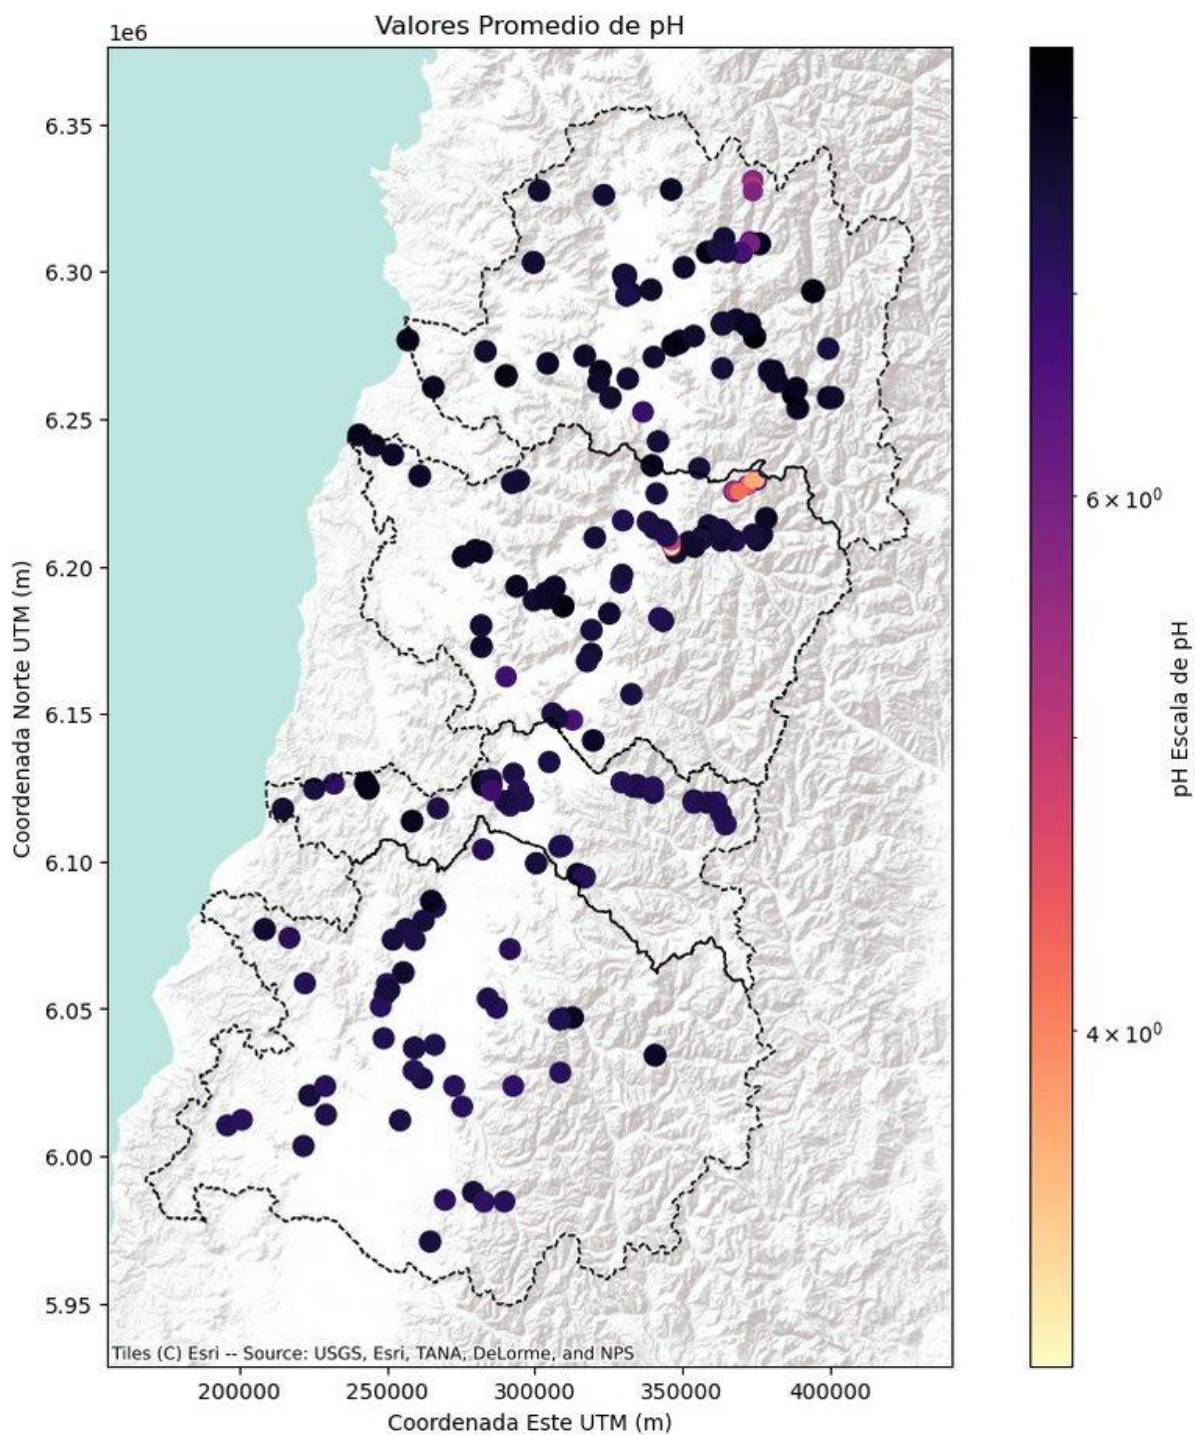 Valores Promedio de pH
1e6
6.35
6.30
6.25
6.20
6.15
6.10
6.05
6.00
5.95
Coordenada Norte UTM (m)
Tiles (C) Esri -- Source: USGS, Esri, TANA, DeLorme, and NPS
200000
250000
300000
350000
400000
Coordenada Este UTM (m)
6 × 10⁰
4 × 10⁰
pH Escala de pH